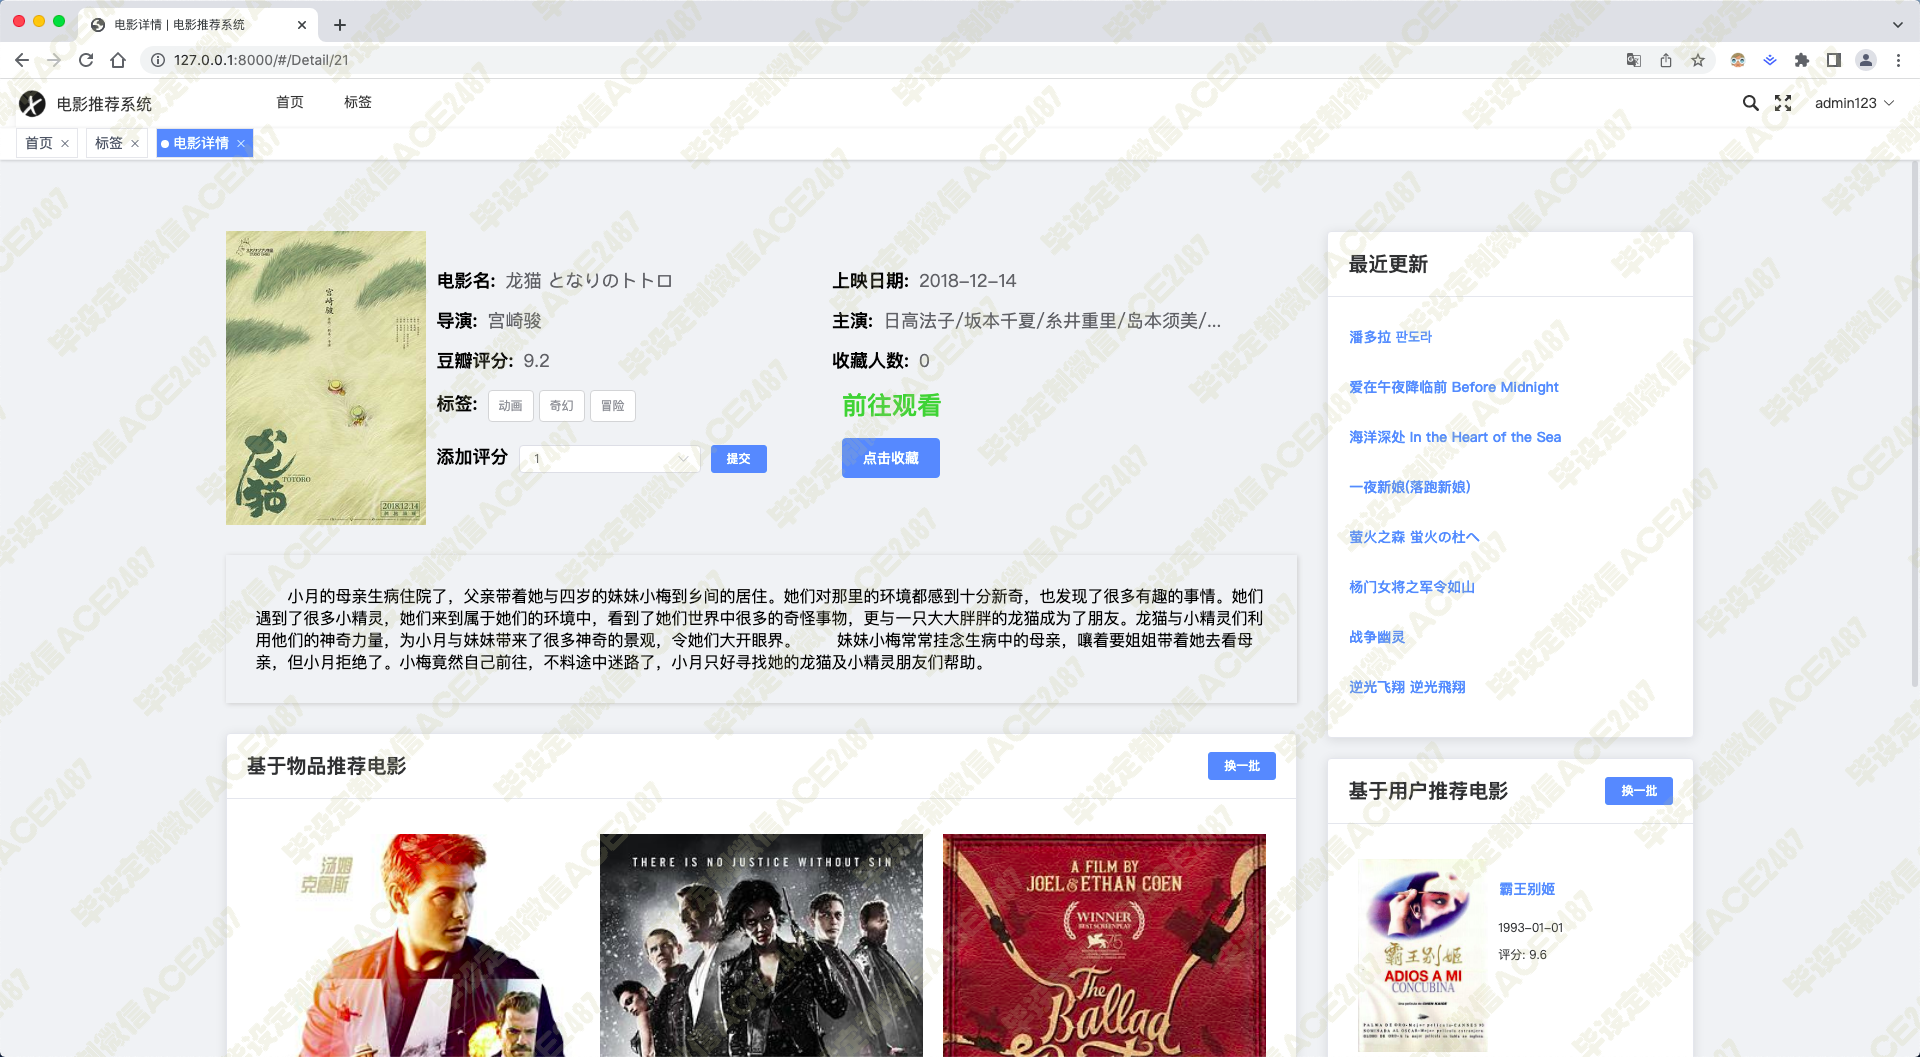 电影详情 | 电影推荐系统
127.0.0.1:8000/#/Detail/21
电影推荐系统
首页
标签
admin123
首页
标签
电影详情
宫崎骏
龙猫
TOTORO
2018.12.14
电影名: 龙猫 となりのトトロ
上映日期: 2018-12-14
导演: 宫崎骏
主演: 日高法子/坂本千夏/糸井重里/岛本须美/...
豆瓣评分: 9.2
收藏人数: 0
标签: 动画 奇幻 冒险
前往观看
添加评分 1 提交
点击收藏
小月的母亲生病住院了，父亲带着她与四岁的妹妹小梅到乡间的居住。她们对那里的环境都感到十分新奇，也发现了很多有趣的事情。她们
遇到了很多小精灵，她们来到属于她们的环境中，看到了她们世界中很多的奇怪事物，更与一只大大胖胖的龙猫成为了朋友。龙猫与小精灵们利
用他们的神奇力量，为小月与妹妹带来了很多神奇的景观，令她们大开眼界。 妹妹小梅常常挂念生病中的母亲，嚷着要姐姐带着她去看母
亲，但小月拒绝了。小梅竟然自己前往，不料途中迷路了，小月只好寻找她的龙猫及小精灵朋友们帮助。
最近更新
潘多拉 판도라
爱在午夜降临前 Before Midnight
海洋深处 In the Heart of the Sea
一夜新娘(落跑新娘)
萤火之森 蛍火の杜へ
杨门女将之军令如山
战争幽灵
逆光飞翔 逆光飛翔
基于物品推荐电影
换一批
汤姆
克鲁斯
THERE IS NO JUSTICE WITHOUT SIN
A FILM BY
JOEL & ETHAN COEN
WINNER
BEST SCREENPLAY
75
The
Ballad
基于用户推荐电影
换一批
霸王别姬
ADIOS A MI
CONCUBINA
霸王别姬
1993-01-01
评分: 9.6
毕设定制微信ACE2487